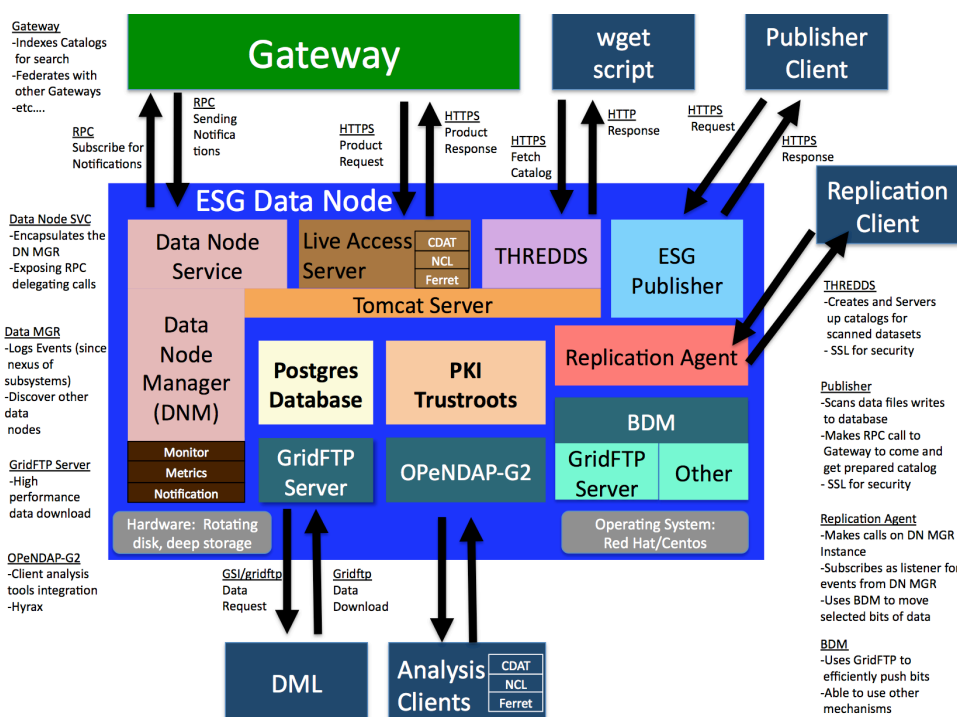 Gateway
-Indexes Catalogs
for search
-Federates with
other Gateways
-etc....
Gateway
wget
script
Publisher
Client
RPC
Subscribe for
Notifications
RPC
Sending
Notifica
tions
HTTPS
Product
Request
HTTPS
Product
Response
HTTPS
Fetch
Catalog
HTTP
Response
HTTPS
Request
HTTPS
Response
Replication
Client
ESG Data Node
Data Node
Service
Live Access
Server
CDAT
NCL
Ferret
THREDDS
ESG
Publisher
Tomcat Server
Data
Node
Manager
(DNM)
Monitor
Metrics
Notification
Postgres
Database
PKI
Trustroots
Replication Agent
GridFTP
Server
OPeNDAP-G2
BDM
GridFTP
Server
Other
Hardware:  Rotating
disk, deep storage
Operating System:
Red Hat/Centos
Data Node SVC
-Encapsulates the
DN MGR
-Exposing RPC
delegating calls
Data MGR
-Logs Events (since
nexus of
subsystems)
-Discover other
data
nodes
GridFTP Server
-High
performance
data download
OPeNDAP-G2
-Client analysis
tools integration
-Hyrax
GSI/gridftp
Data
Request
Gridftp
Data
Download
DML
Analysis
Clients
CDAT
NCL
Ferret
THREDDS
-Creates and Servers
up catalogs for
scanned datasets
- SSL for security
Publisher
-Scans data files writes
to database
-Makes RPC call to
Gateway to come and
get prepared catalog
- SSL for security
Replication Agent
-Makes calls on DN MGR
Instance
-Subscribes as listener for
events from DN MGR
-Uses BDM to move
selected bits of data
BDM
-Uses GridFTP to
efficiently push bits
-Able to use other
mechanisms